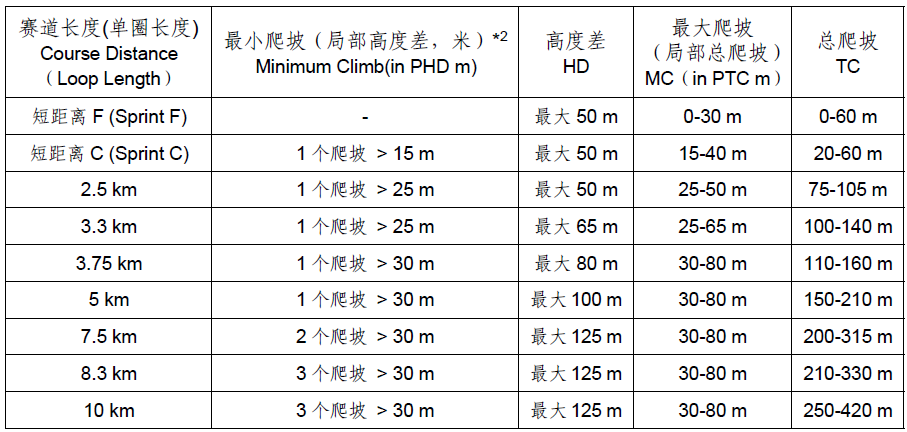 赛道长度(单圈长度)
Course Distance
（Loop Length）
最小爬坡（局部高度差，米）*2
Minimum Climb(in PHD m)
高度差
HD
最大爬坡
（局部总爬坡）
MC（in PTC m）
总爬坡
TC
短距离 F (Sprint F)
-
最大 50 m
0-30 m
0-60 m
短距离 C (Sprint C)
1 个爬坡 > 15 m
最大 50 m
15-40 m
20-60 m
2.5 km
1 个爬坡 > 25 m
最大 50 m
25-50 m
75-105 m
3.3 km
1 个爬坡 > 25 m
最大 65 m
25-65 m
100-140 m
3.75 km
1 个爬坡 > 30 m
最大 80 m
30-80 m
110-160 m
5 km
1 个爬坡 > 30 m
最大 100 m
30-80 m
150-210 m
7.5 km
2 个爬坡 > 30 m
最大 125 m
30-80 m
200-315 m
8.3 km
3 个爬坡 > 30 m
最大 125 m
30-80 m
210-330 m
10 km
3 个爬坡 > 30 m
最大 125 m
30-80 m
250-420 m